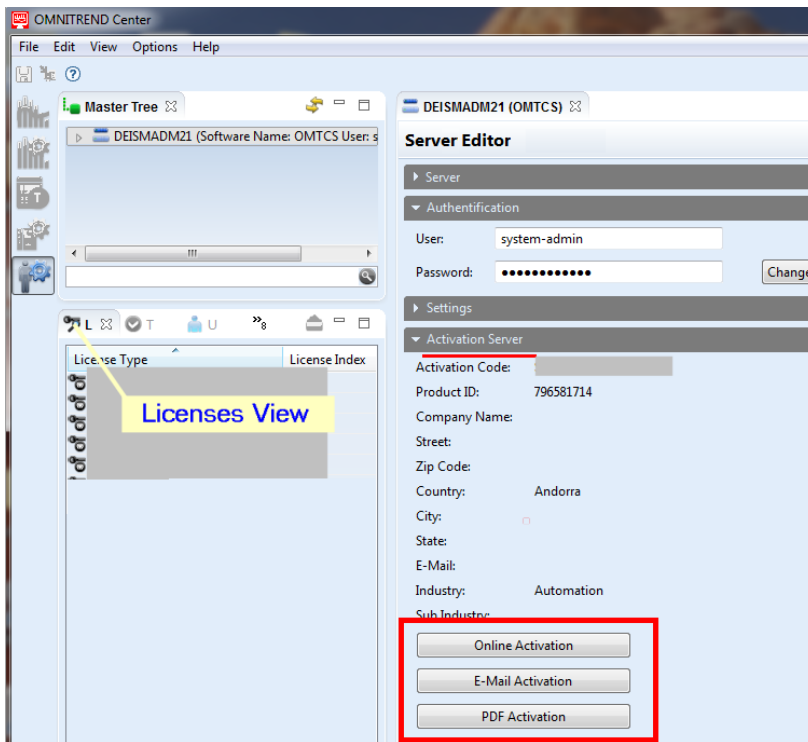 OMNITREND Center
File Edit View Options Help
Master Tree
DEISMADM21 (Software Name: OMTCS User: s
L T U »8
License Type License Index
Licenses View
DEISMADM21 (OMTCS)
Server Editor
Server
Authentification
User: system-admin
Password: ••••••••••••
Change
Settings
Activation Server
Activation Code:
Product ID: 796581714
Company Name:
Street:
Zip Code:
Country: Andorra
City:
State:
E-Mail:
Industry: Automation
Sub Industry:
Online Activation
E-Mail Activation
PDF Activation